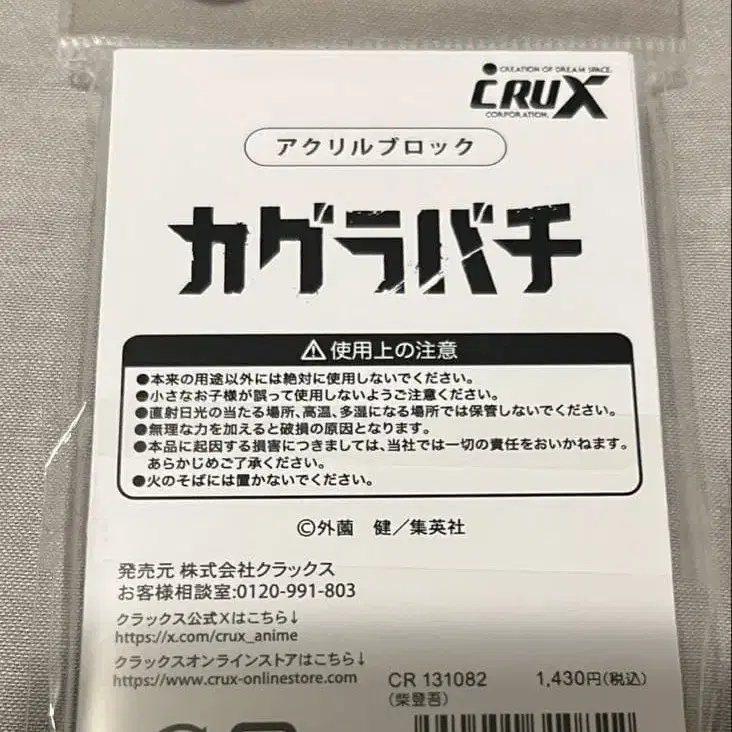 CREATION OF DREAM SPACE.
CRUX
CORPORATION.
アクリルブロック
カグラバチ
⚠使用上の注意
●本来の用途以外には絶対に使用しないでください。
●小さなお子様が誤って使用しないようご注意ください。
●直射日光の当たる場所、高温、多湿になる場所では保管しないでください。
●無理な力を加えると破損の原因となります。
●本品に起因する損害につきましては、当社では一切の責任をおいかねます。
あらかじめご了承ください。
●火のそばには置かないでください。
©外薗 健／集英社
発売元 株式会社クラックス
お客様相談室:0120-991-803
クラックス公式Xはこちら↓
https://x.com/crux_anime
クラックスオンラインストアはこちら↓
https://www.crux-onlinestore.com
CR 131082 1,430円(税込)
(柴登吾)